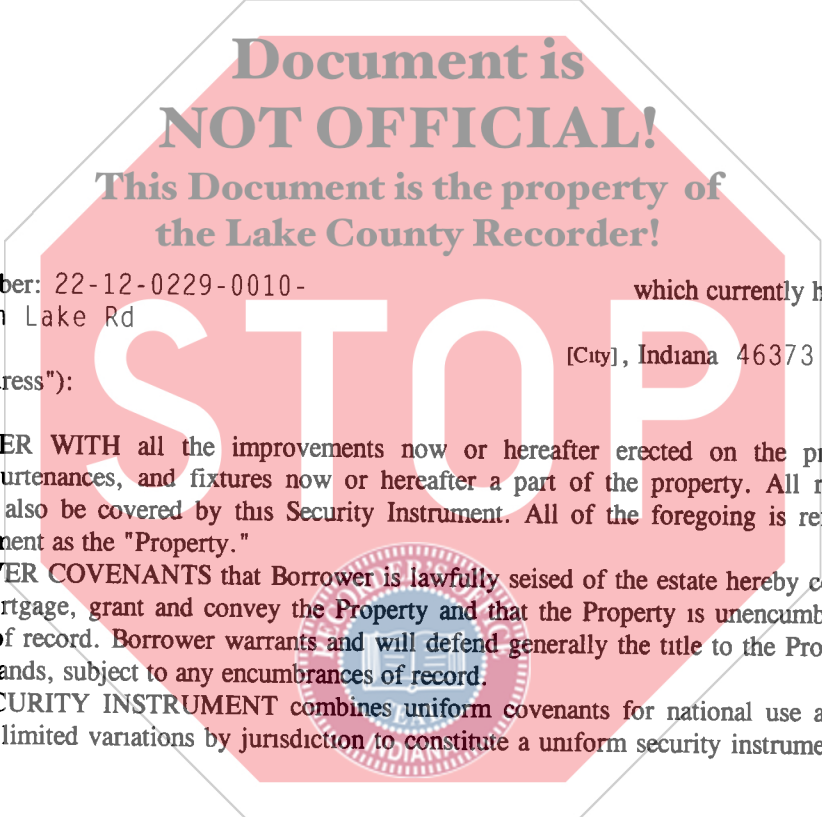 Document is
NOT OFFICIAL!
This Document is the property of
the Lake County Recorder!
ber: 22-12-0229-0010- which currently h
n Lake Rd
[City], Indiana 46373
ress"):
STOP
ER WITH all the improvements now or hereafter erected on the pr
urtenances, and fixtures now or hereafter a part of the property. All r
also be covered by this Security Instrument. All of the foregoing is re
nent as the "Property."
ER COVENANTS that Borrower is lawfully seised of the estate hereby c
rtgage, grant and convey the Property and that the Property is unencumb
of record. Borrower warrants and will defend generally the title to the Pro
ands, subject to any encumbrances of record.
CURITY INSTRUMENT combines uniform covenants for national use a
limited variations by jurisdiction to constitute a uniform security instrume
SEAL
INDIANA